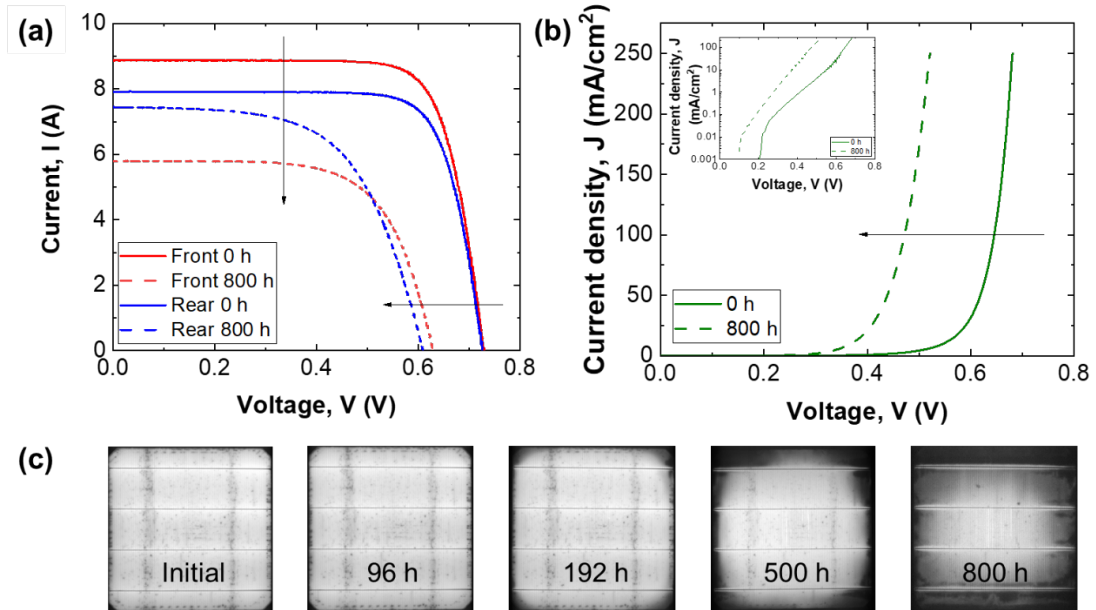 (a)
10
8
6
4
2
0
Current, I (A)
Front 0 h
Front 800 h
Rear 0 h
Rear 800 h
0.0 0.2 0.4 0.6 0.8
Voltage, V (V)
(b)
250
200
150
100
50
0
Current density, J (mA/cm²)
100
10
1
0.1
0.01
0.001
Current density, J
(mA/cm²)
0 h
800 h
0.0 0.2 0.4 0.6 0.8
Voltage, V (V)
0 h
800 h
0.0 0.2 0.4 0.6 0.8
Voltage, V (V)
(c)
Initial
96 h
192 h
500 h
800 h